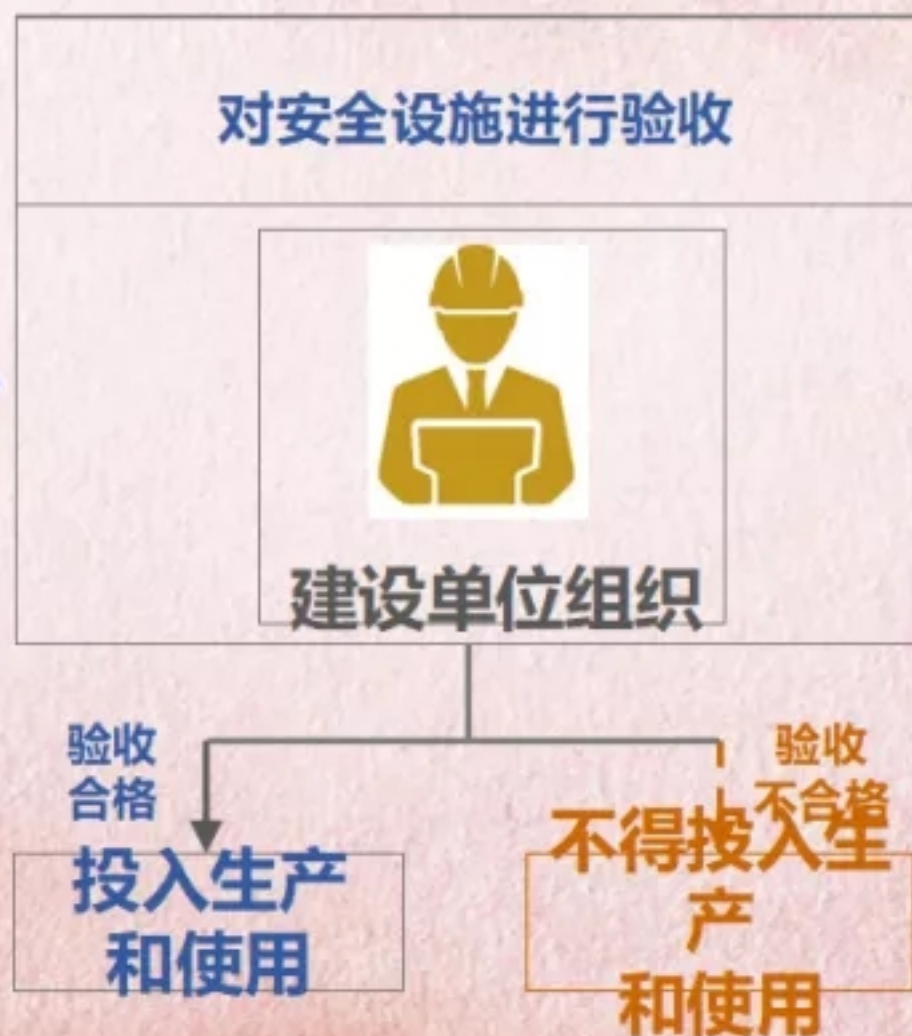 对安全设施进行验收
建设单位组织
验收
合格
投入生产
和使用
验收
不合格
不得投入生
产
和使用